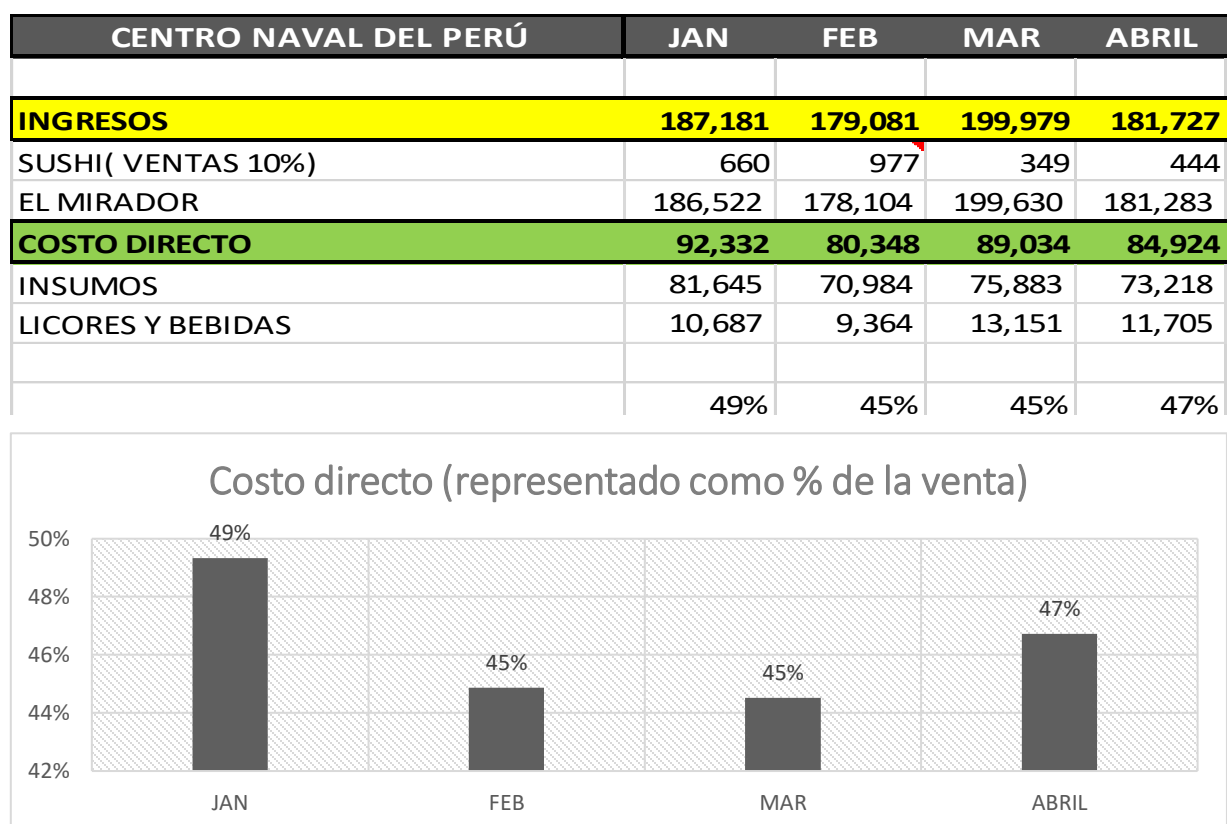 CENTRO NAVAL DEL PERÚ JAN FEB MAR ABRIL
INGRESOS 187,181 179,081 199,979 181,727
SUSHI( VENTAS 10%) 660 977 349 444
EL MIRADOR 186,522 178,104 199,630 181,283
COSTO DIRECTO 92,332 80,348 89,034 84,924
INSUMOS 81,645 70,984 75,883 73,218
LICORES Y BEBIDAS 10,687 9,364 13,151 11,705
49% 45% 45% 47%
Costo directo (representado como % de la venta)
49%
50%
48%
47%
46%
45%
45%
44%
42%
JAN FEB MAR ABRIL